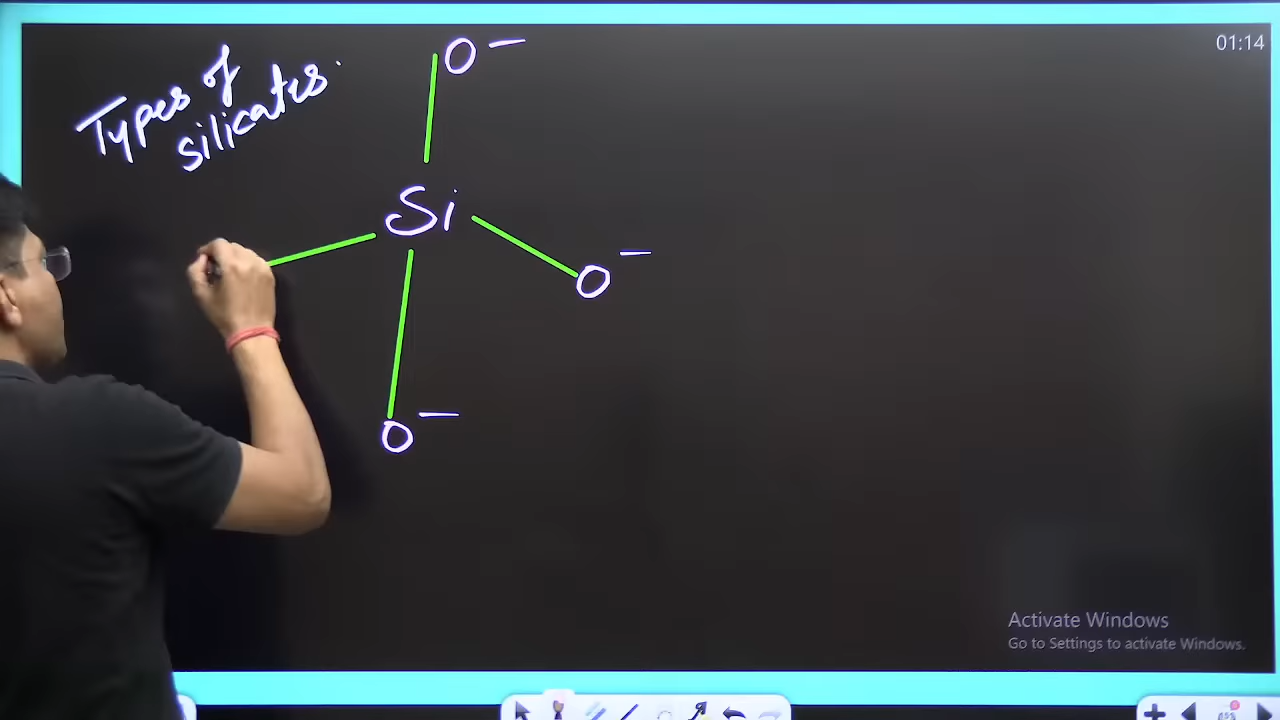 01:14
Types of
silicates.
O⁻
Si
O⁻
O⁻
Activate Windows
Go to Settings to activate Windows.